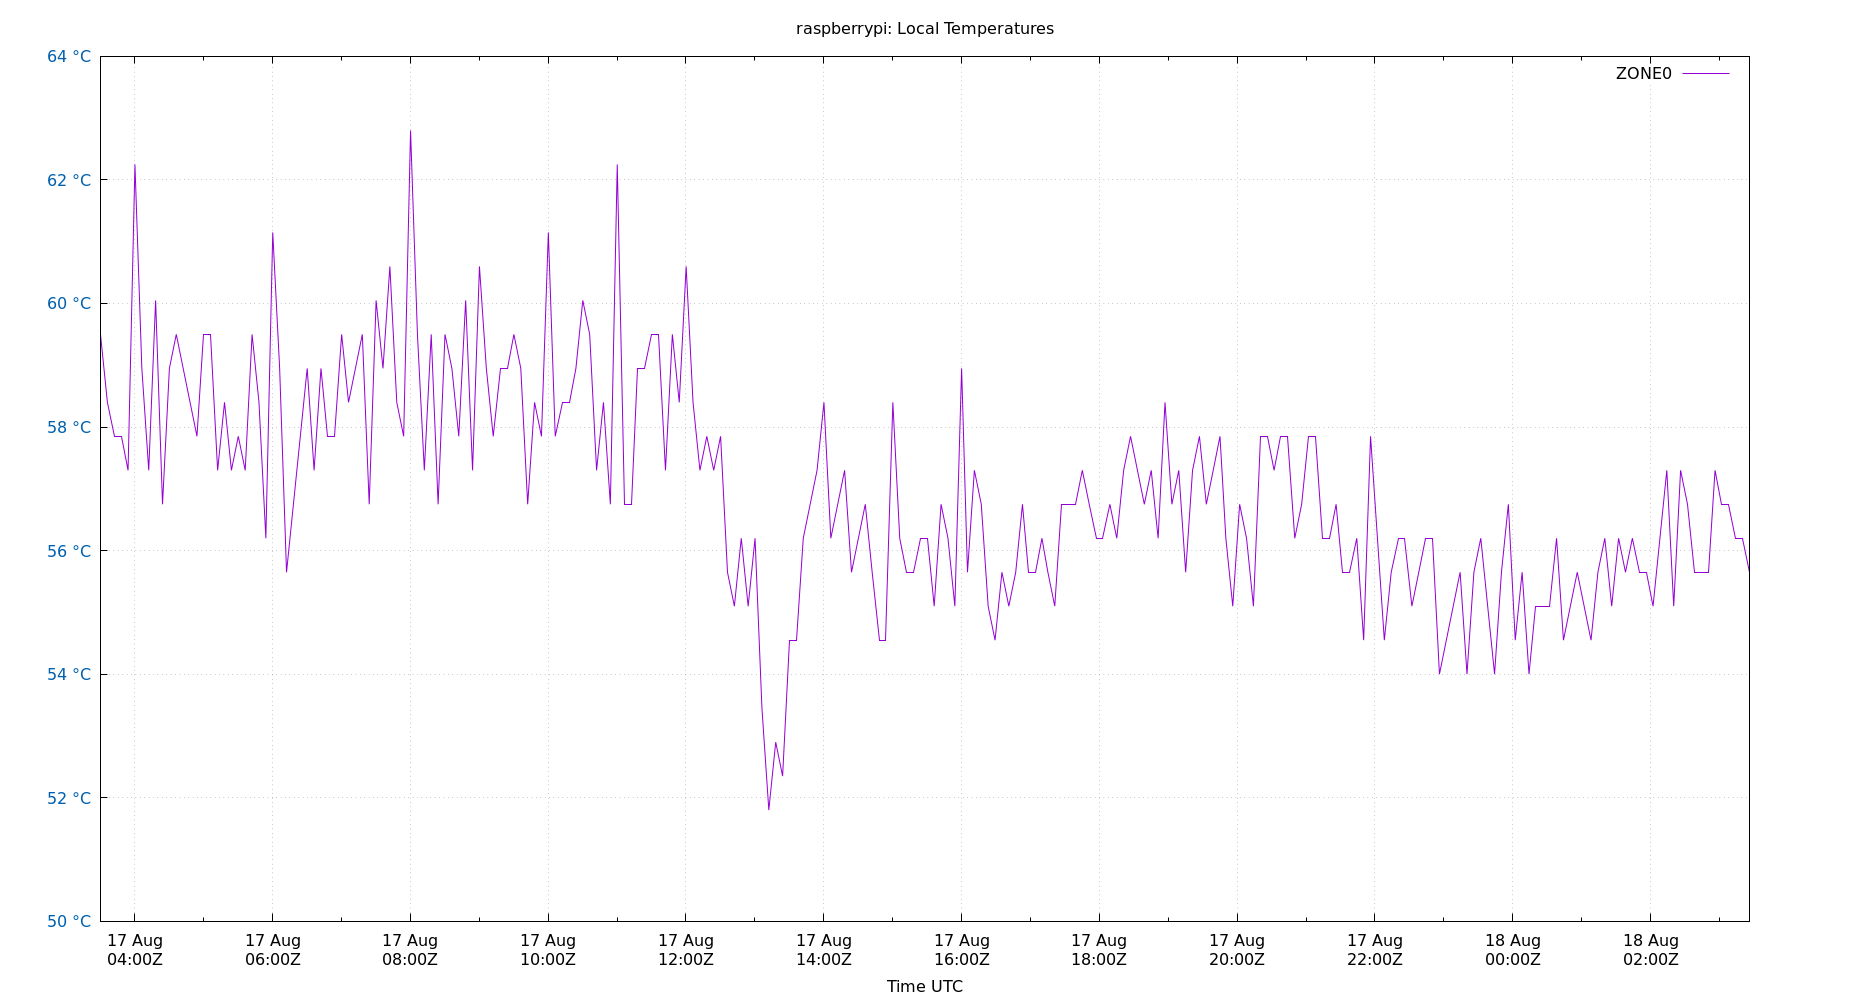 raspberrypi: Local Temperatures
64 °C
ZONE0
62 °C
60 °C
58 °C
56 °C
54 °C
52 °C
50 °C
17 Aug 17 Aug 17 Aug 17 Aug 17 Aug 17 Aug 17 Aug 17 Aug 17 Aug 17 Aug 18 Aug 18 Aug
04:00Z 06:00Z 08:00Z 10:00Z 12:00Z 14:00Z 16:00Z 18:00Z 20:00Z 22:00Z 00:00Z 02:00Z
Time UTC